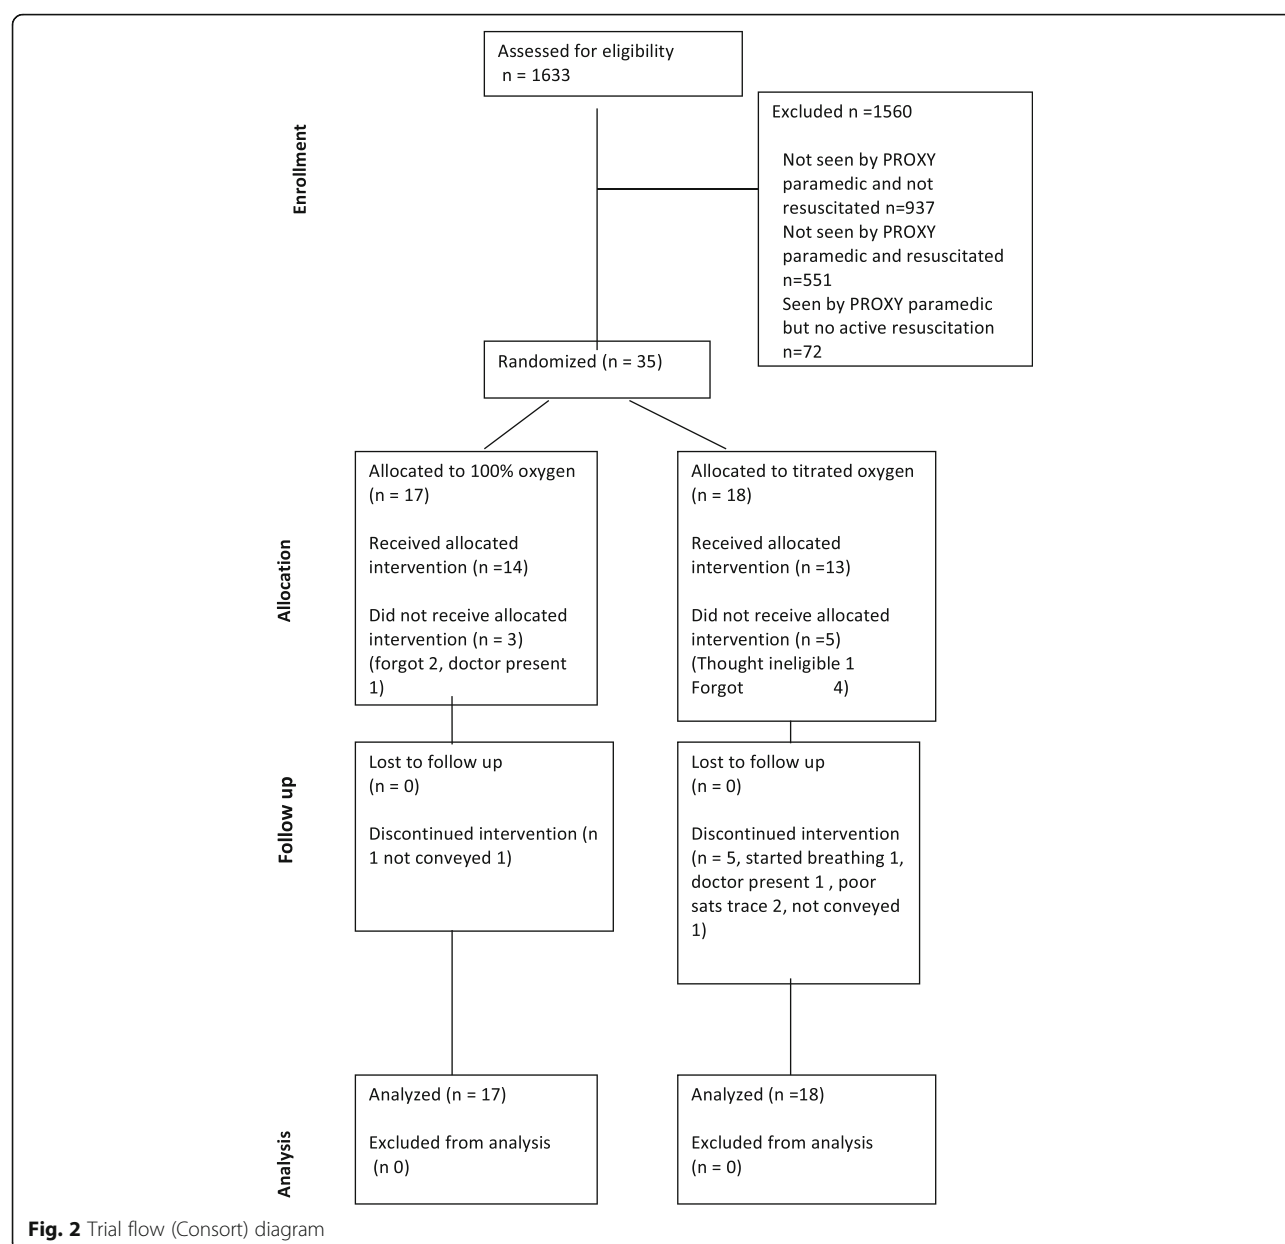 Assessed for eligibility
n = 1633
Enrollment
Excluded n =1560
Not seen by PROXY
paramedic and not
resuscitated n=937
Not seen by PROXY
paramedic and resuscitated
n=551
Seen by PROXY paramedic
but no active resuscitation
n=72
Randomized (n = 35)
Allocation
Allocated to 100% oxygen
(n = 17)
Received allocated
intervention (n =14)
Did not receive allocated
intervention (n = 3)
(forgot 2, doctor present
1)
Allocated to titrated oxygen
(n = 18)
Received allocated
intervention (n =13)
Did not receive allocated
intervention (n =5)
(Thought ineligible 1
Forgot 4)
Follow up
Lost to follow up
(n = 0)
Discontinued intervention (n
1 not conveyed 1)
Lost to follow up
(n = 0)
Discontinued intervention
(n = 5, started breathing 1,
doctor present 1 , poor
sats trace 2, not conveyed
1)
Analysis
Analyzed (n = 17)
Excluded from analysis
(n 0)
Analyzed (n =18)
Excluded from analysis
(n = 0)
Fig. 2 Trial flow (Consort) diagram